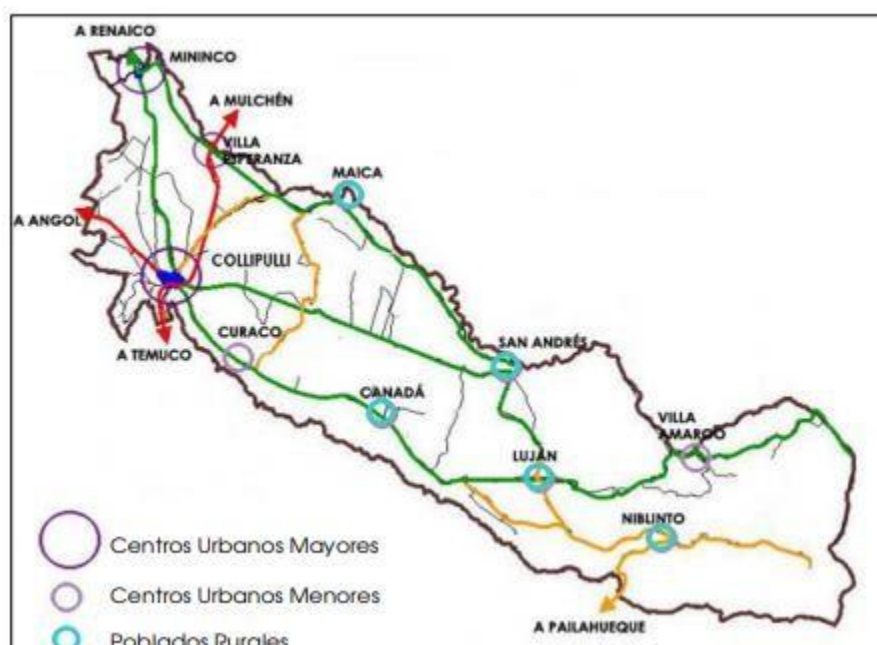 A RENAICO
MININCO
A MULCHÉN
VILLA
ESPERANZA
MAICA
A ANGOL
COLLIPULLI
CURACO
A TEMUCO
SAN ANDRÉS
CANADÁ
VILLA
AMARGO
LUJÁN
NIBLINTO
A PAILAHUEQUE
Centros Urbanos Mayores
Centros Urbanos Menores
Poblados Rurales